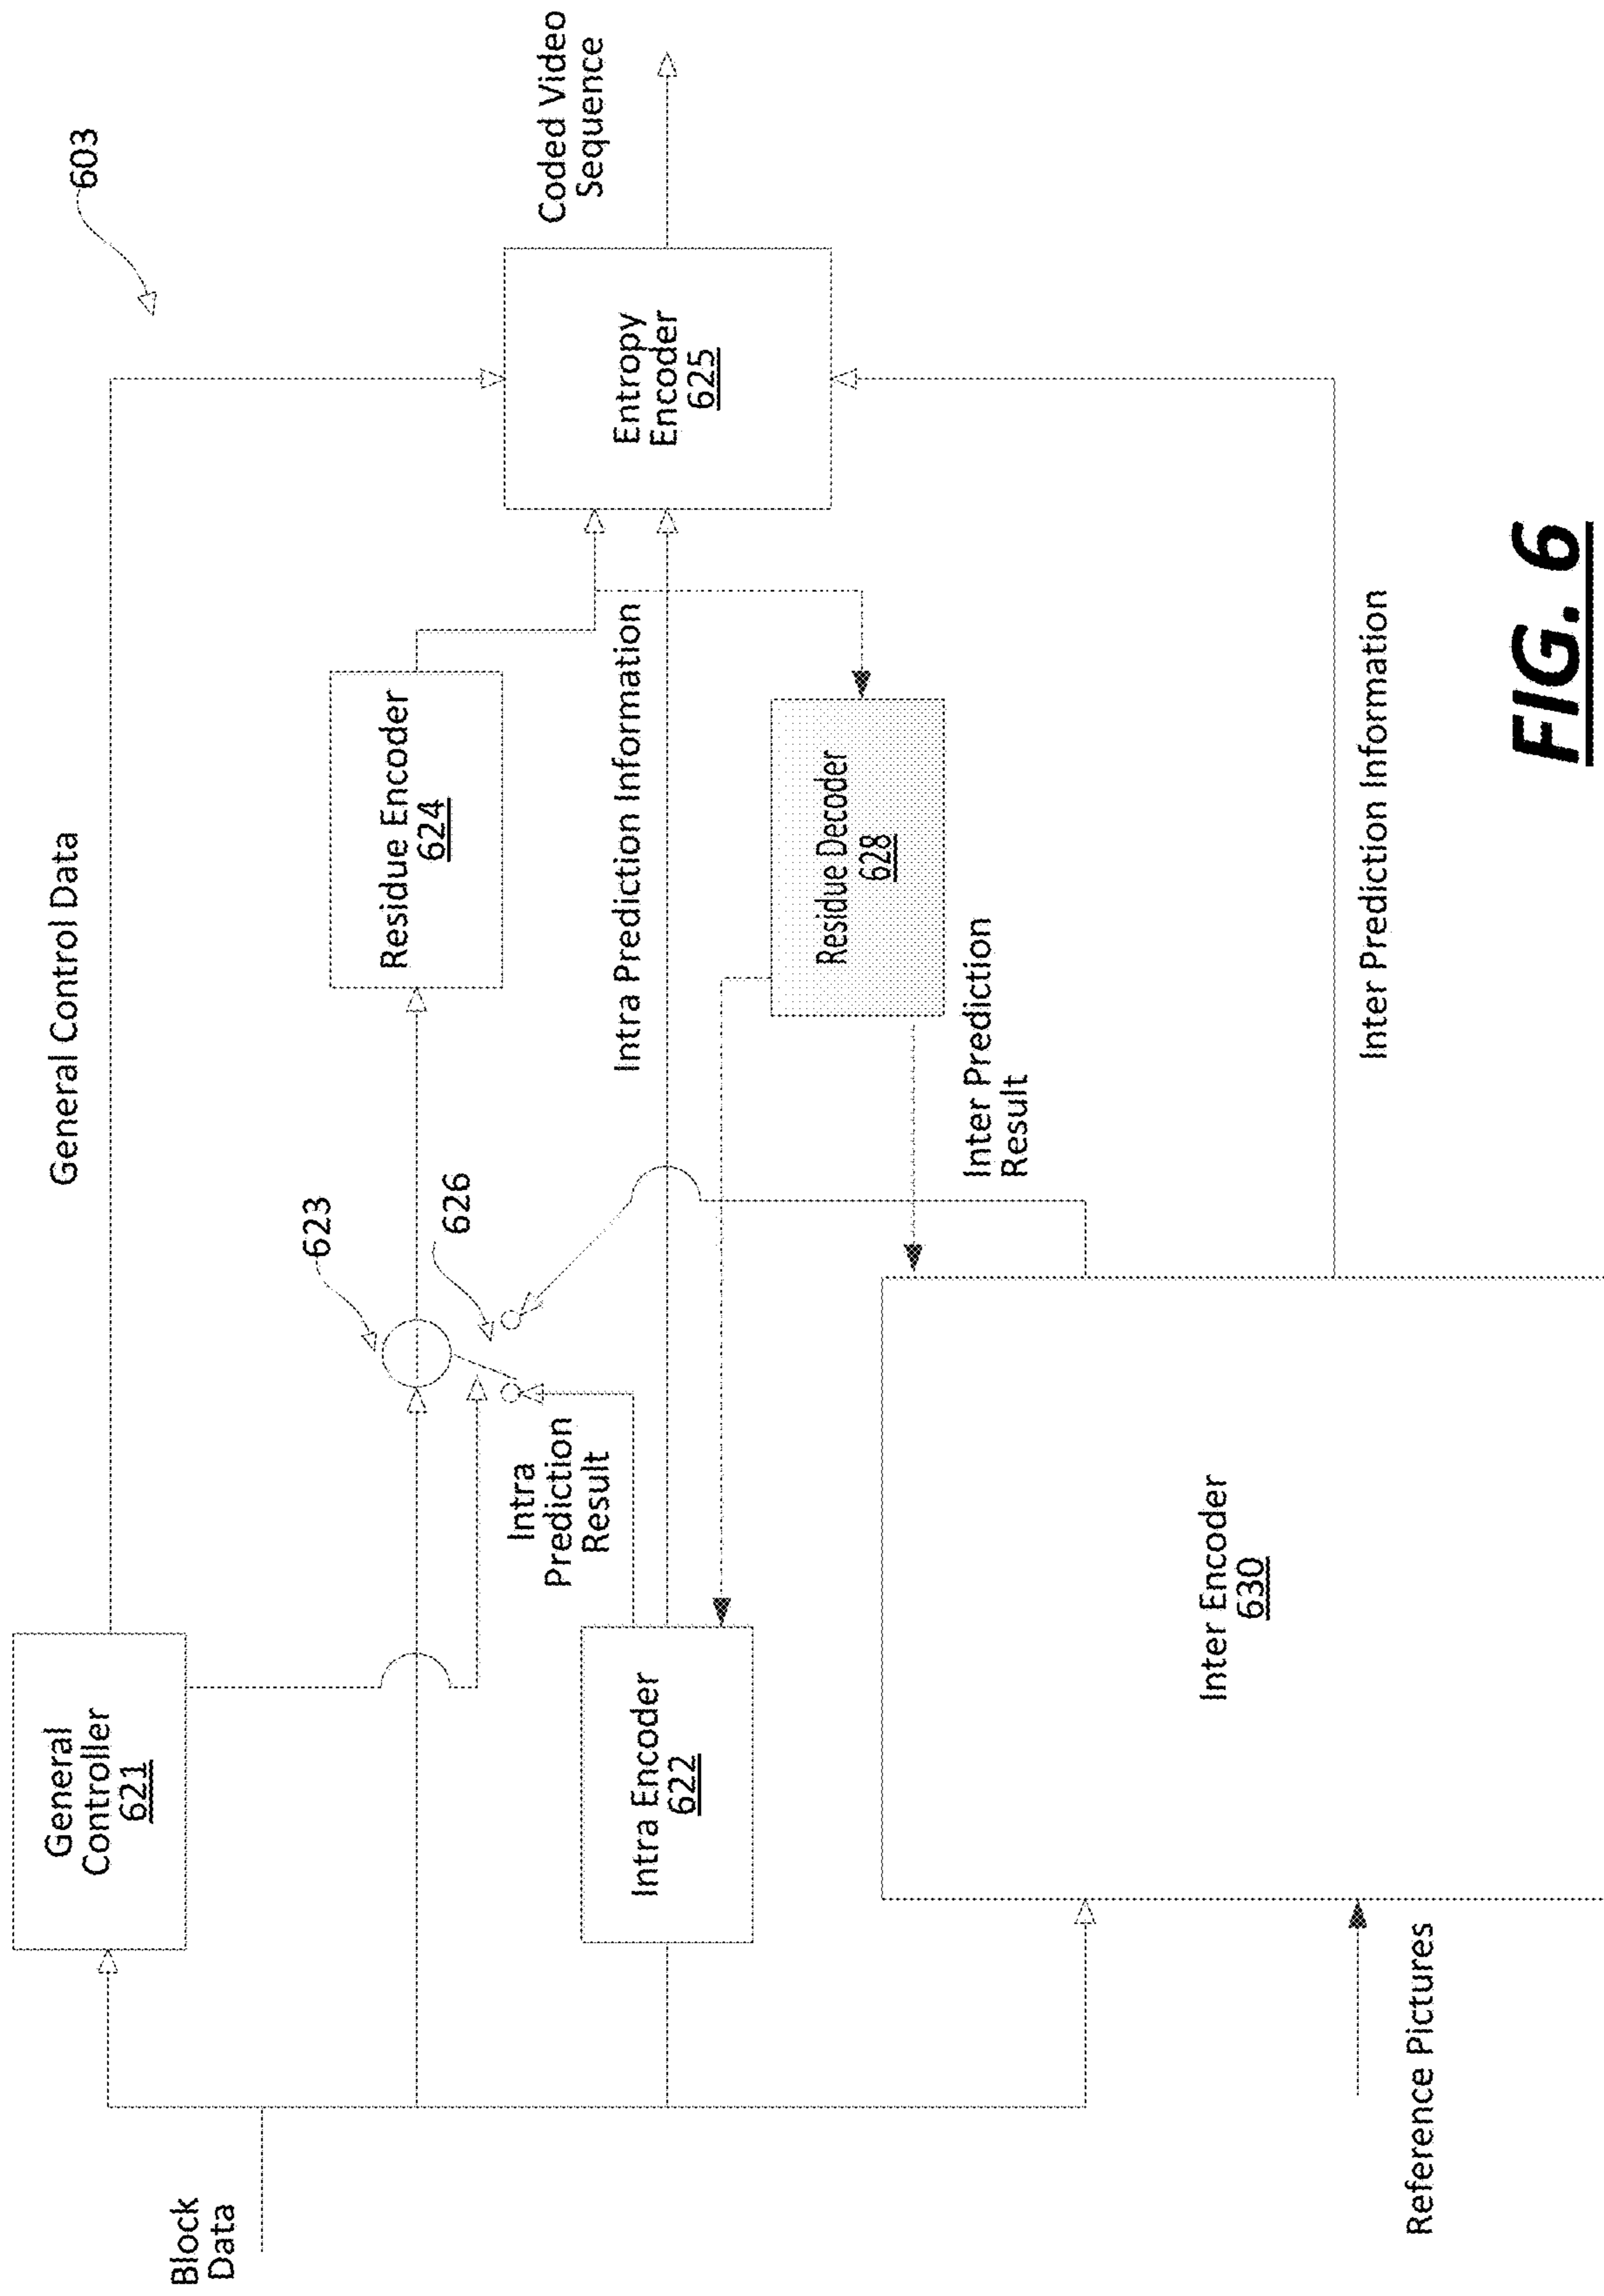 603
General Control Data
General
Controller
621
Block
Data
623
626
Residue Encoder
624
Coded Video
Sequence
Entropy
Encoder
625
Intra
Prediction
Result
Intra Prediction Information
Intra Encoder
622
Residue Decoder
628
Inter Prediction
Result
Inter Encoder
630
Reference Pictures
Inter Prediction Information
FIG. 6